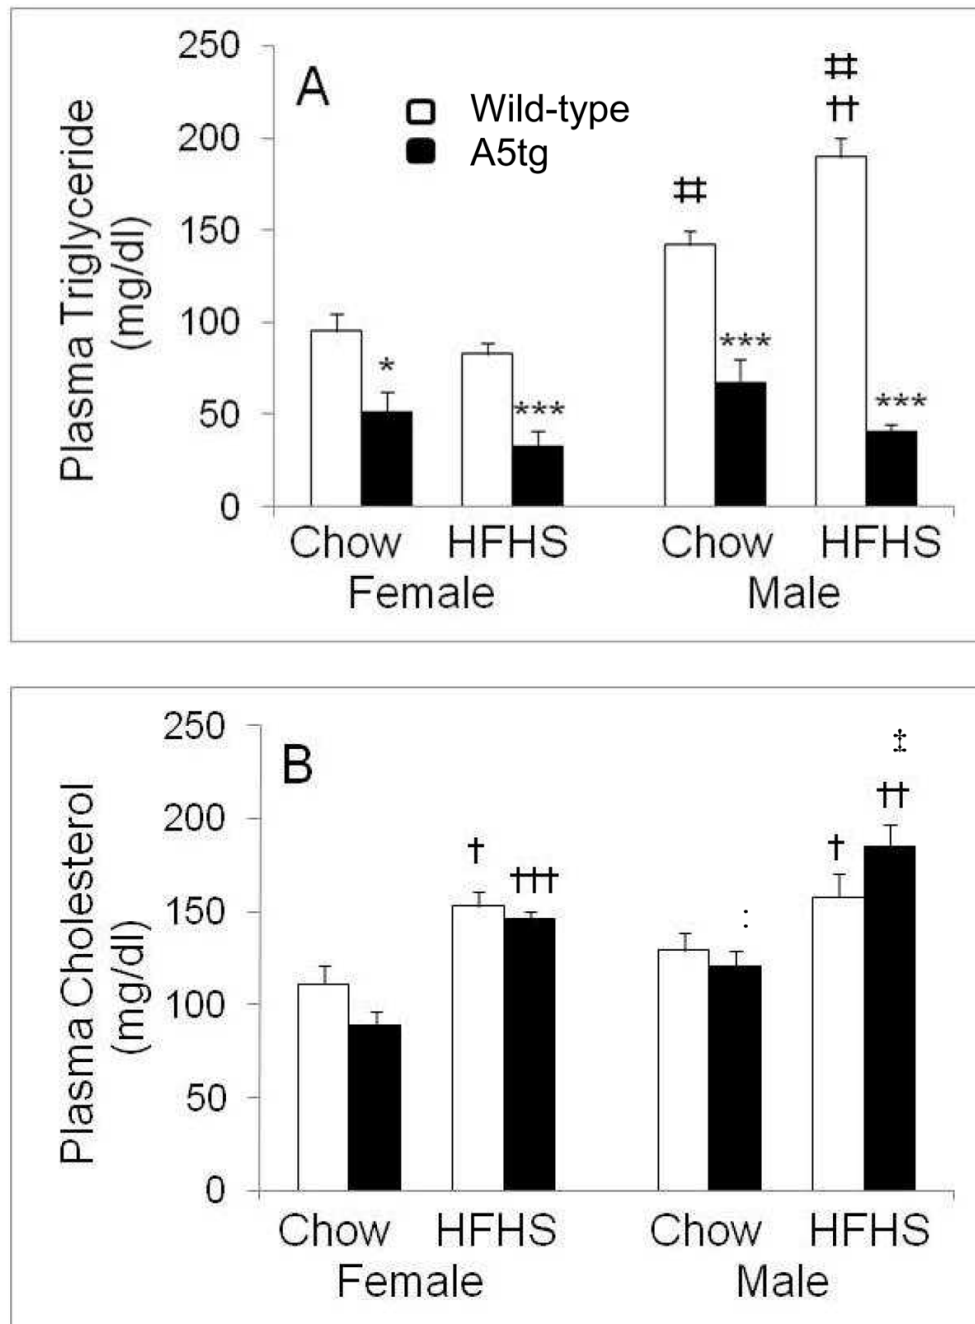 250
A
‡‡
Wild-type
††
200
A5tg
‡‡
150
Plasma Triglyceride
(mg/dl)
100
***
*
***
***
50
0
Chow HFHS Chow HFHS
Female Male
250
B
‡
200
††
†
†
†††
150
:
Plasma Cholesterol
(mg/dl)
100
50
0
Chow HFHS Chow HFHS
Female Male